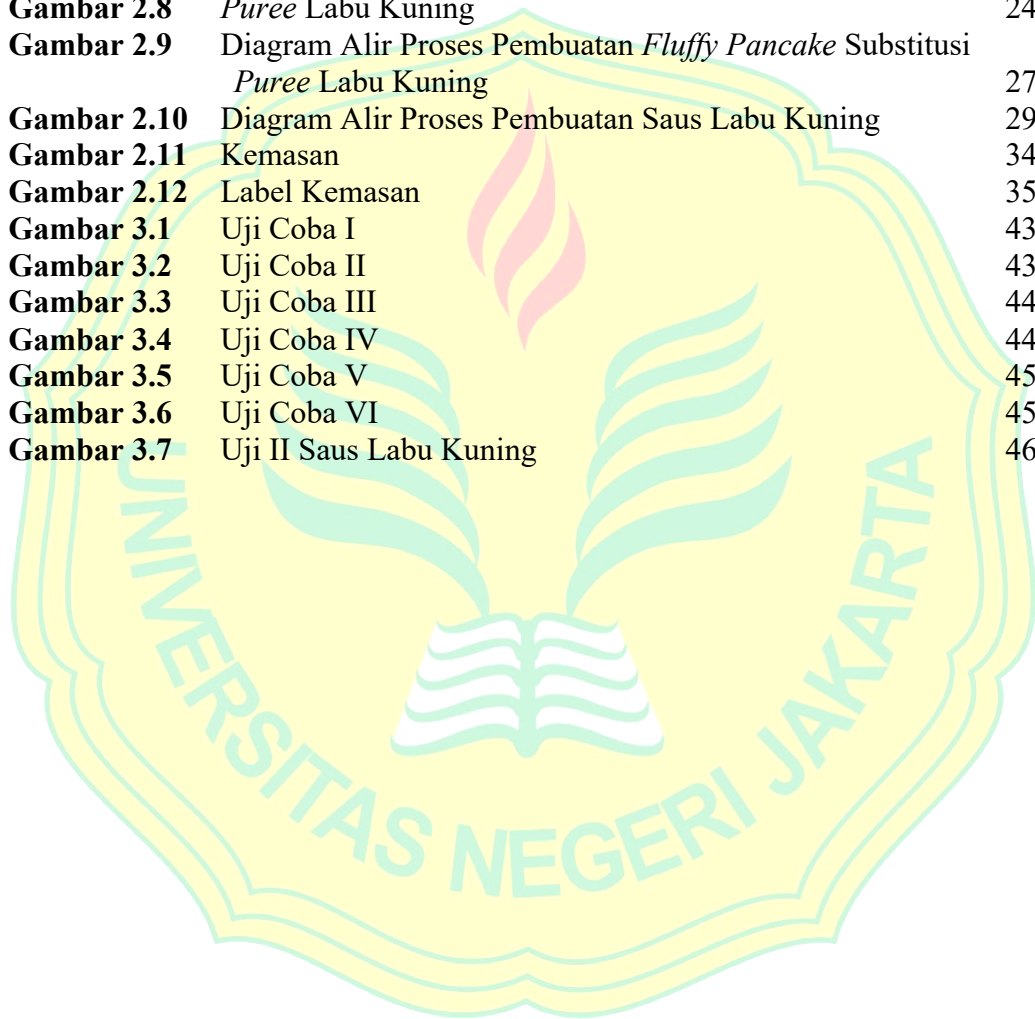 Gambar 2.8 Puree Labu Kuning 24
Gambar 2.9 Diagram Alir Proses Pembuatan Fluffy Pancake Substitusi
Puree Labu Kuning 27
Gambar 2.10 Diagram Alir Proses Pembuatan Saus Labu Kuning 29
Gambar 2.11 Kemasan 34
Gambar 2.12 Label Kemasan 35
Gambar 3.1 Uji Coba I 43
Gambar 3.2 Uji Coba II 43
Gambar 3.3 Uji Coba III 44
Gambar 3.4 Uji Coba IV 44
Gambar 3.5 Uji Coba V 45
Gambar 3.6 Uji Coba VI 45
Gambar 3.7 Uji II Saus Labu Kuning 46
UNIVERSITAS NEGERI JAKARTA